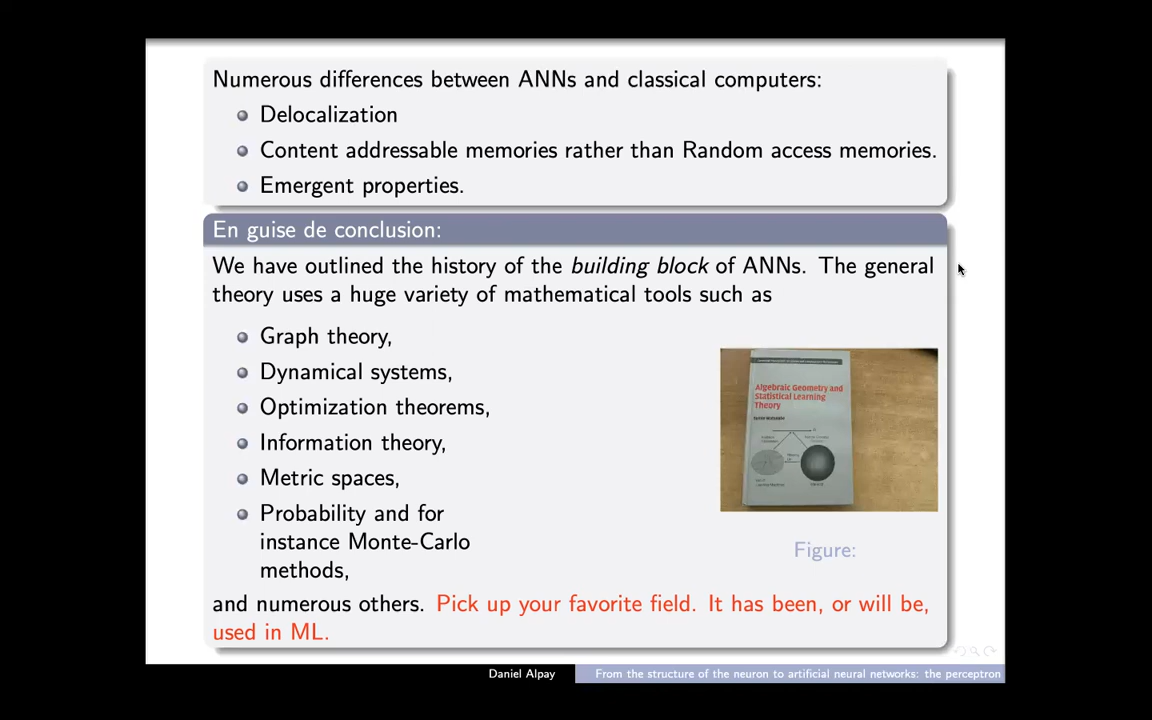 Numerous differences between ANNs and classical computers:
Delocalization
Content addressable memories rather than Random access memories.
Emergent properties.
En guise de conclusion:
We have outlined the history of the building block of ANNs. The general
theory uses a huge variety of mathematical tools such as
Graph theory,
Dynamical systems,
Optimization theorems,
Information theory,
Metric spaces,
Probability and for
instance Monte-Carlo
methods,
Algebraic Geometry and
Statistical Learning
Theory
Figure:
and numerous others. Pick up your favorite field. It has been, or will be,
used in ML.
Daniel Alpay
From the structure of the neuron to artificial neural networks: the perceptron